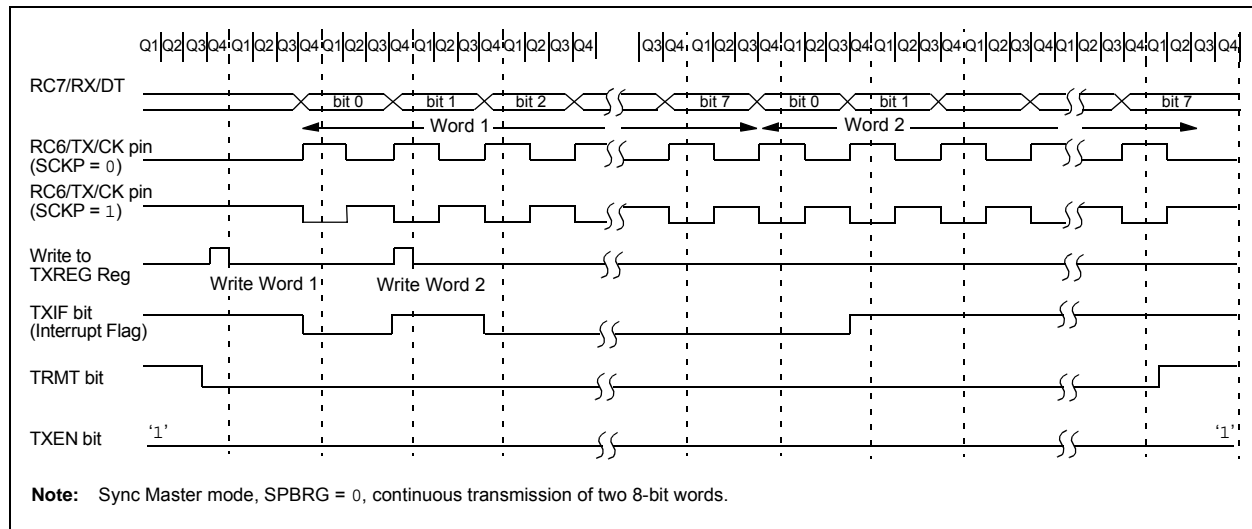 Q1 Q2 Q3 Q4 Q1 Q2 Q3 Q4 Q1 Q2 Q3 Q4 Q1 Q2 Q3 Q4 Q1 Q2 Q3 Q4 Q3 Q4 Q1 Q2 Q3 Q4 Q1 Q2 Q3 Q4 Q1 Q2 Q3 Q4 Q1 Q2 Q3 Q4 Q1 Q2 Q3 Q4 Q1 Q2 Q3 Q4
RC7/RX/DT
bit 0 bit 1 bit 2 bit 7 bit 0 bit 1 bit 7
Word 1 Word 2
RC6/TX/CK pin
(SCKP = 0)
RC6/TX/CK pin
(SCKP = 1)
Write to
TXREG Reg
Write Word 1 Write Word 2
TXIF bit
(Interrupt Flag)
TRMT bit
TXEN bit
‘1’ ‘1’
Note: Sync Master mode, SPBRG = 0, continuous transmission of two 8-bit words.